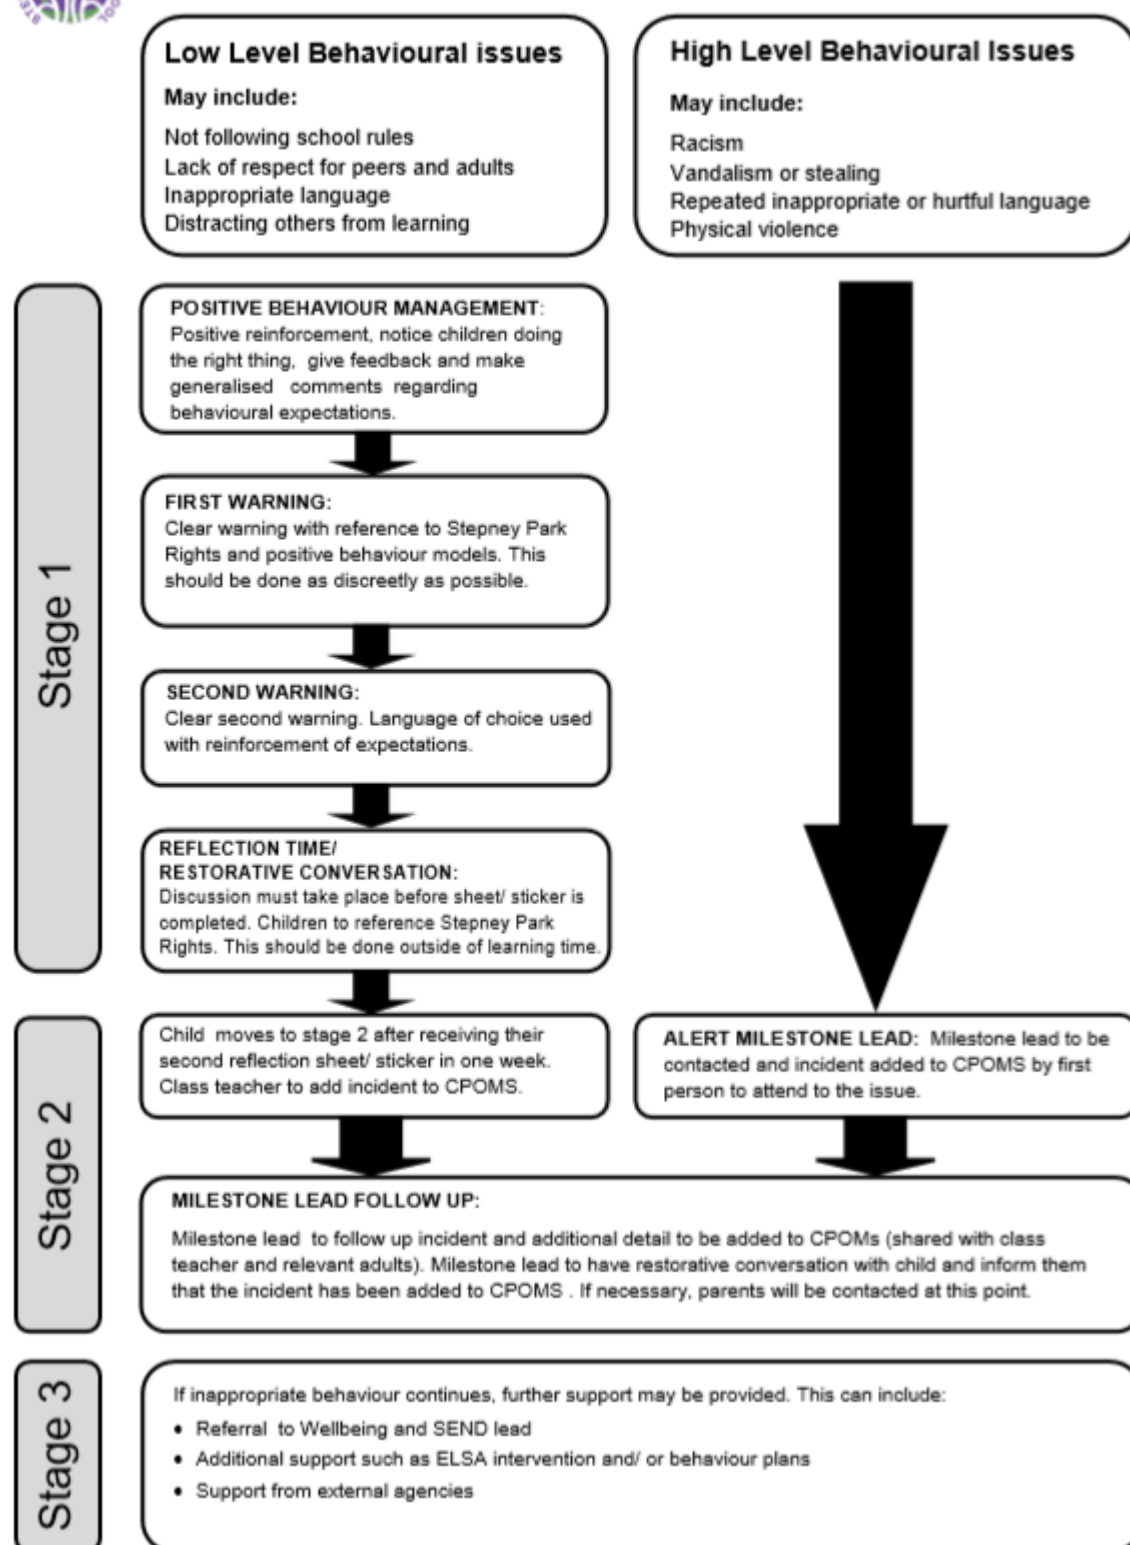 Low Level Behavioural issues
May include:
Not following school rules
Lack of respect for peers and adults
Inappropriate language
Distracting others from learning
High Level Behavioural Issues
May include:
Racism
Vandalism or stealing
Repeated inappropriate or hurtful language
Physical violence
Stage 1
POSITIVE BEHAVIOUR MANAGEMENT:
Positive reinforcement, notice children doing
the right thing, give feedback and make
generalised comments regarding
behavioural expectations.
FIRST WARNING:
Clear warning with reference to Stepney Park
Rights and positive behaviour models. This
should be done as discreetly as possible.
SECOND WARNING:
Clear second warning. Language of choice used
with reinforcement of expectations.
REFLECTION TIME/
RESTORATIVE CONVERSATION:
Discussion must take place before sheet/ sticker is
completed. Children to reference Stepney Park
Rights. This should be done outside of learning time.
Stage 2
Child moves to stage 2 after receiving their
second reflection sheet/ sticker in one week.
Class teacher to add incident to CPOMS.
ALERT MILESTONE LEAD: Milestone lead to be
contacted and incident added to CPOMS by first
person to attend to the issue.
MILESTONE LEAD FOLLOW UP:
Milestone lead to follow up incident and additional detail to be added to CPOMs (shared with class
teacher and relevant adults). Milestone lead to have restorative conversation with child and inform them
that the incident has been added to CPOMS . If necessary, parents will be contacted at this point.
Stage 3
If inappropriate behaviour continues, further support may be provided. This can include:
• Referral to Wellbeing and SEND lead
• Additional support such as ELSA intervention and/ or behaviour plans
• Support from external agencies